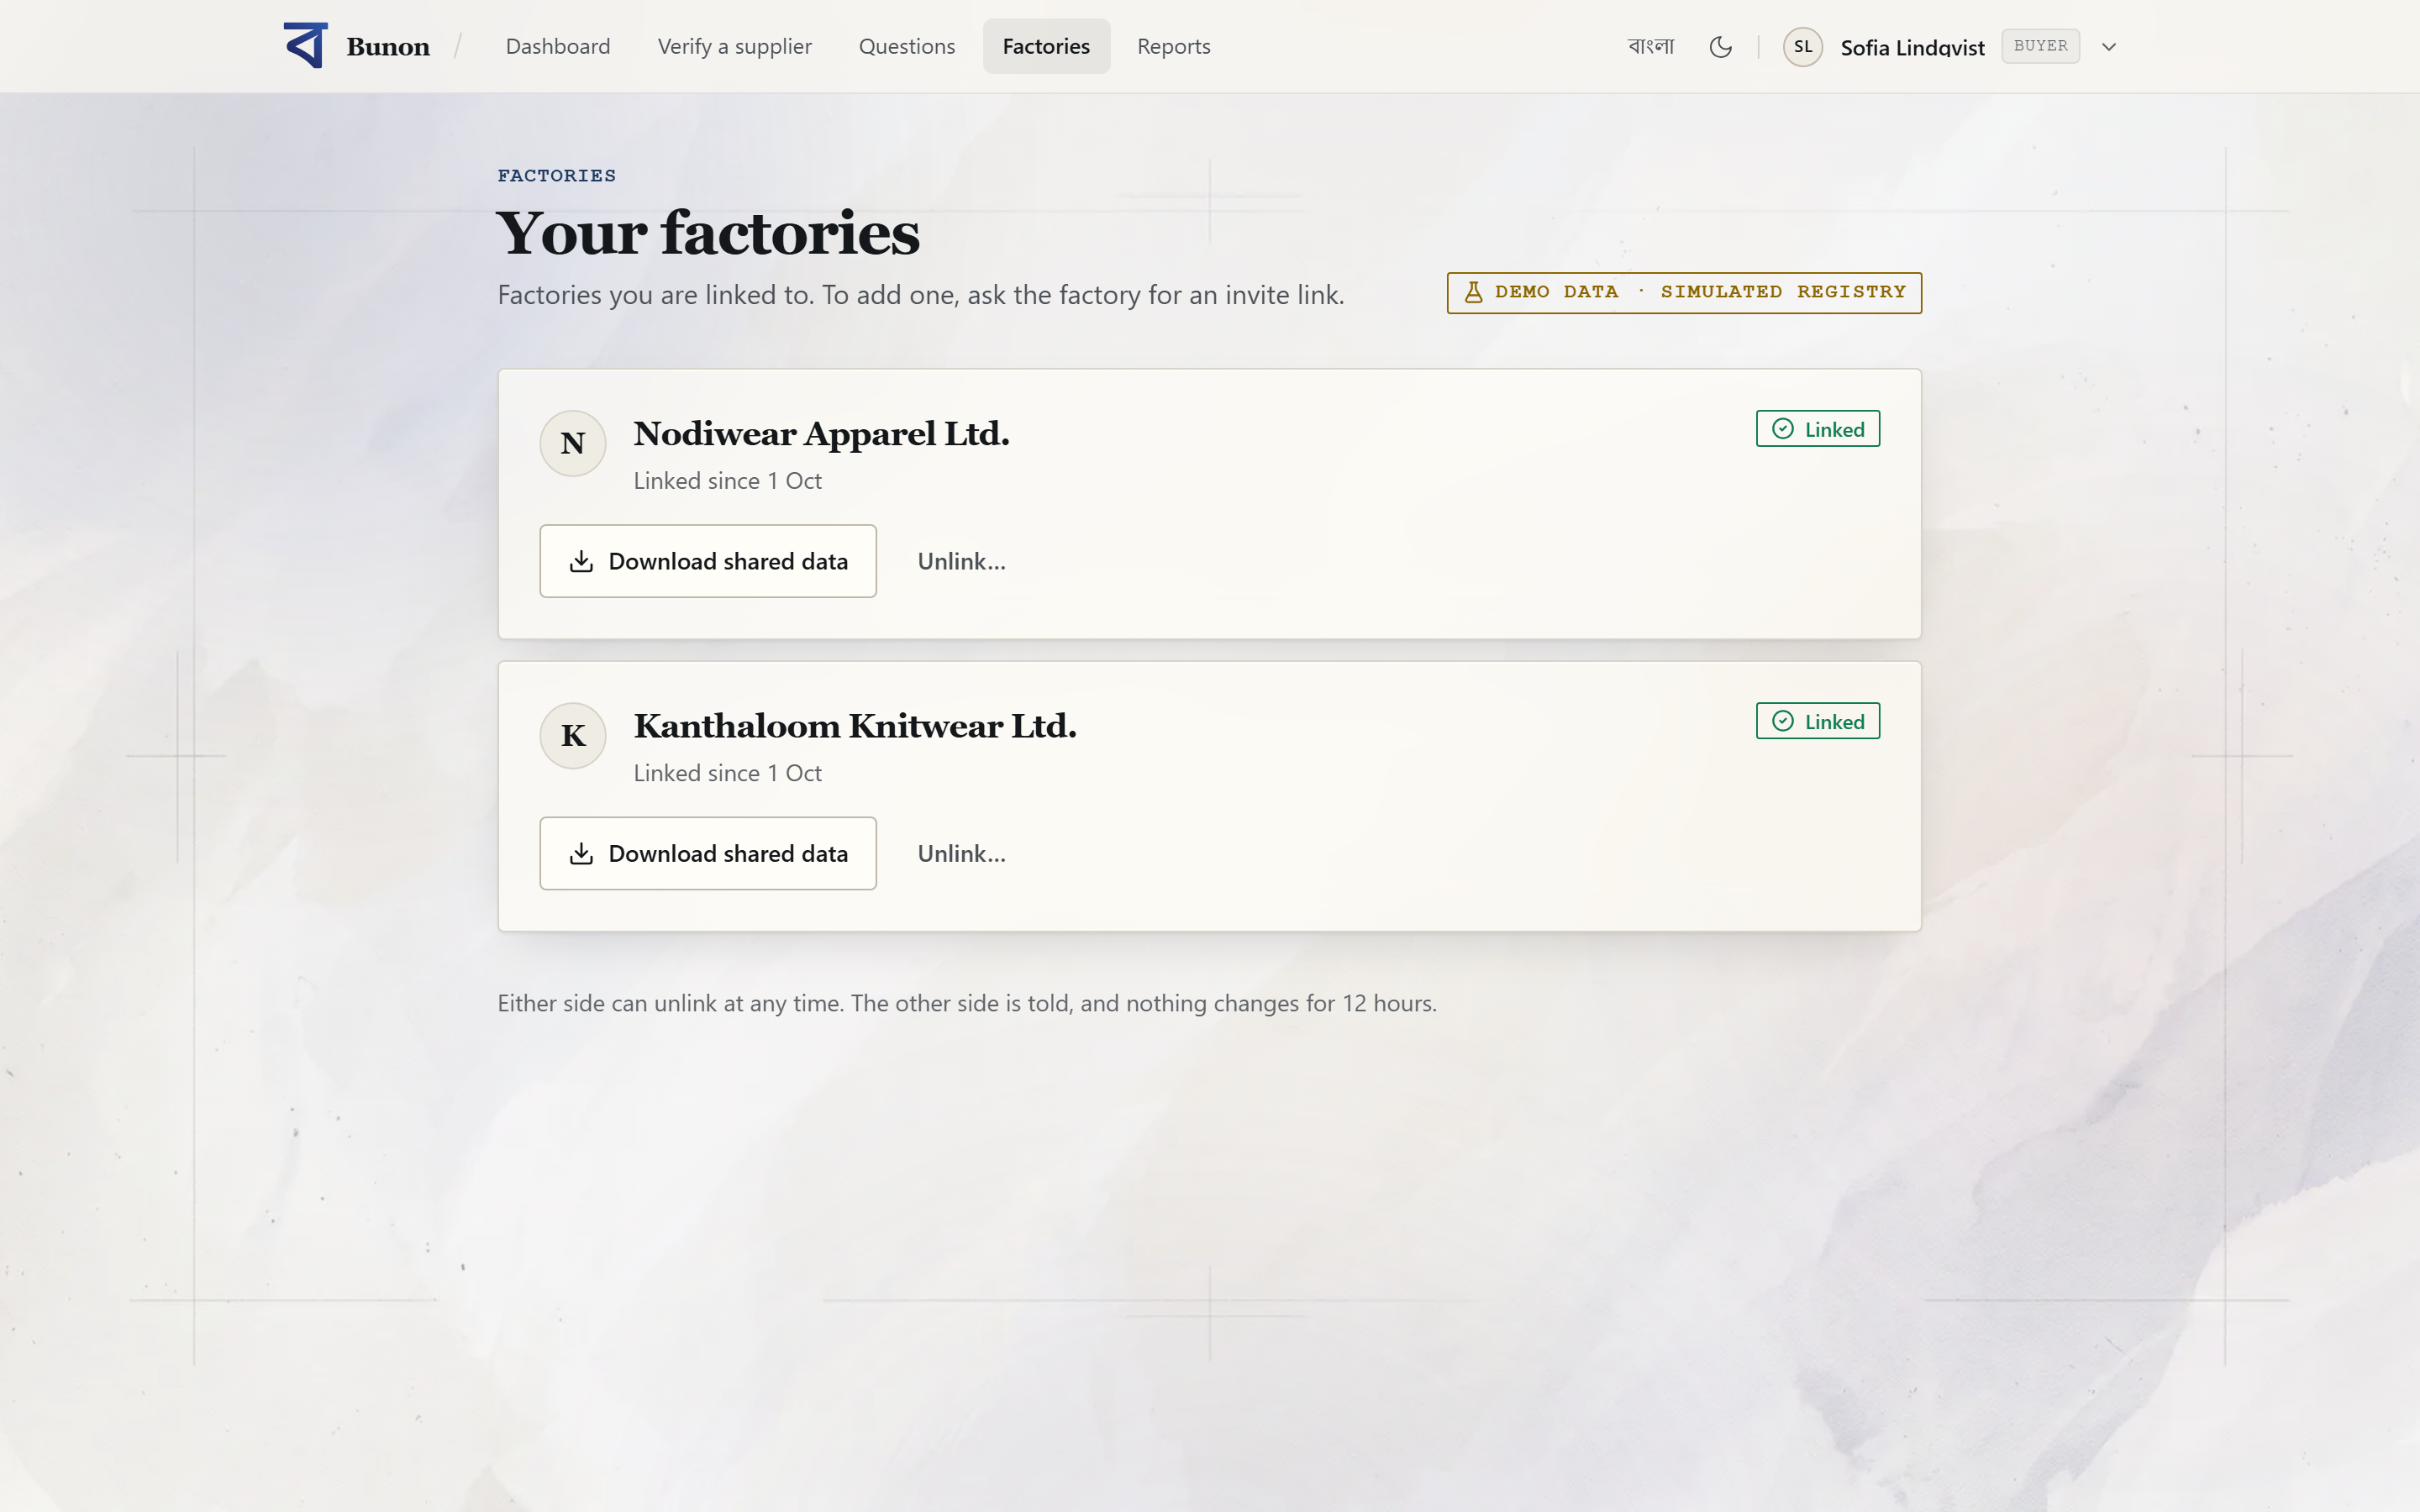 ব Bunon / Dashboard Verify a supplier Questions Factories Reports বাংলা SL Sofia Lindqvist BUYER
FACTORIES
Your factories
Factories you are linked to. To add one, ask the factory for an invite link.
DEMO DATA · SIMULATED REGISTRY
N Nodiwear Apparel Ltd. Linked
Linked since 1 Oct
Download shared data Unlink...
K Kanthaloom Knitwear Ltd. Linked
Linked since 1 Oct
Download shared data Unlink...
Either side can unlink at any time. The other side is told, and nothing changes for 12 hours.